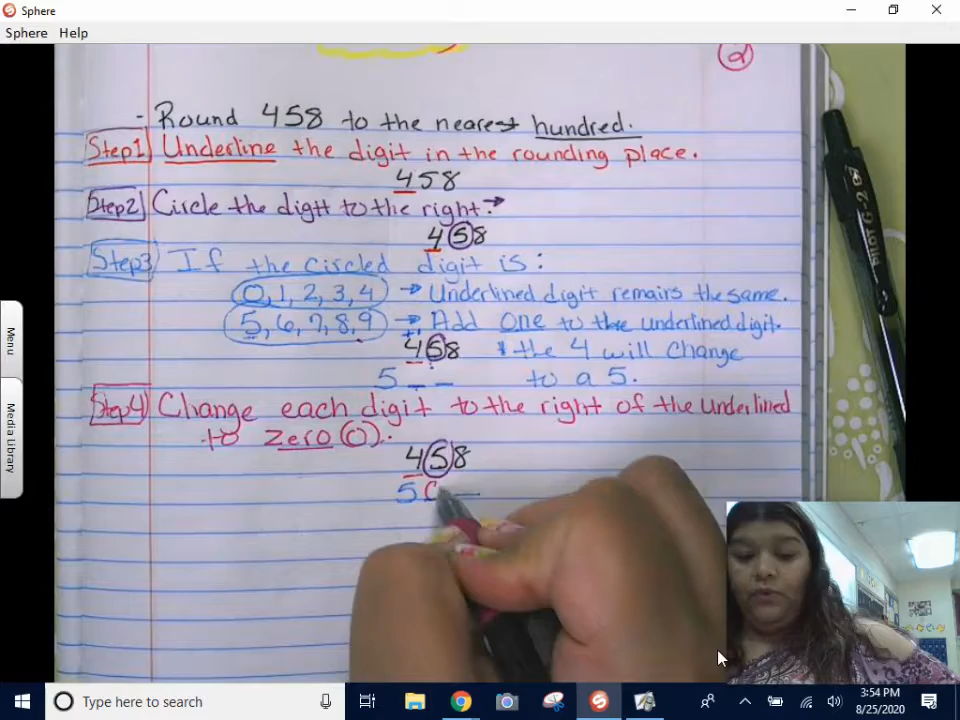 Sphere
Sphere Help
2
- Round 458 to the nearest hundred.
Step1 Underline the digit in the rounding place.
458
Step2 Circle the digit to the right.→
458
Step3 If the circled digit is:
0, 1, 2, 3, 4 → Underlined digit remains the same.
5, 6, 7, 8, 9 → Add one to the underlined digit.
458 the 4 will change
5 _ _ to a 5.
Step4 Change each digit to the right of the underlined
to zero (0).
458
50_
Menu
Media Library
PILOT G-2
Type here to search
3:54 PM
8/25/2020